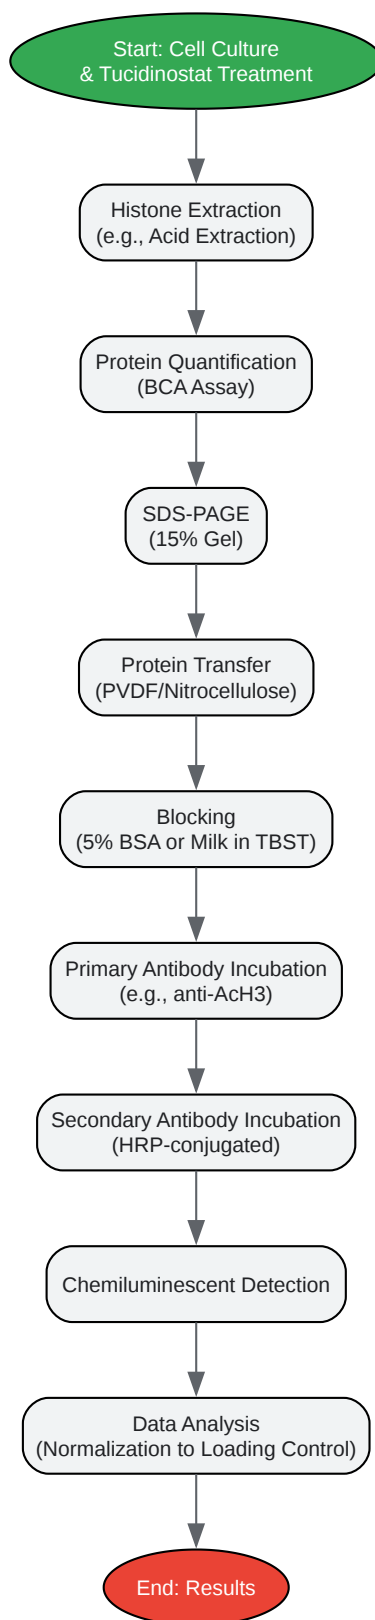 Start: Cell Culture
& Tucidinostat Treatment
Histone Extraction
(e.g., Acid Extraction)
Protein Quantification
(BCA Assay)
SDS-PAGE
(15% Gel)
Protein Transfer
(PVDF/Nitrocellulose)
Blocking
(5% BSA or Milk in TBST)
Primary Antibody Incubation
(e.g., anti-AcH3)
Secondary Antibody Incubation
(HRP-conjugated)
Chemiluminescent Detection
Data Analysis
(Normalization to Loading Control)
End: Results